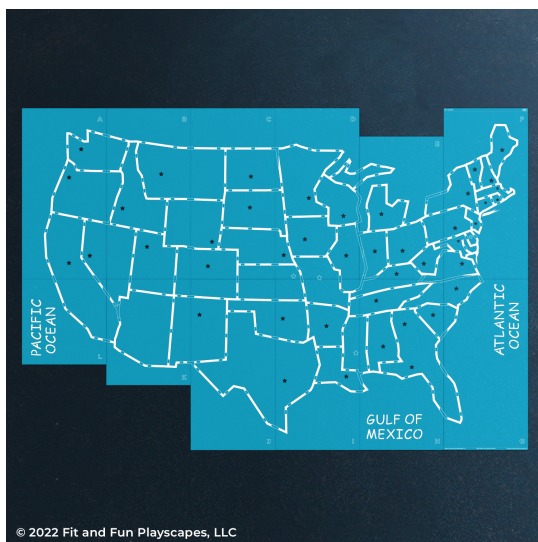 A
B
C
D
E
F
PACIFIC
OCEAN
ATLANTIC
OCEAN
L
K
GULF OF
MEXICO
I
H
G
© 2022 Fit and Fun Playscapes, LLC